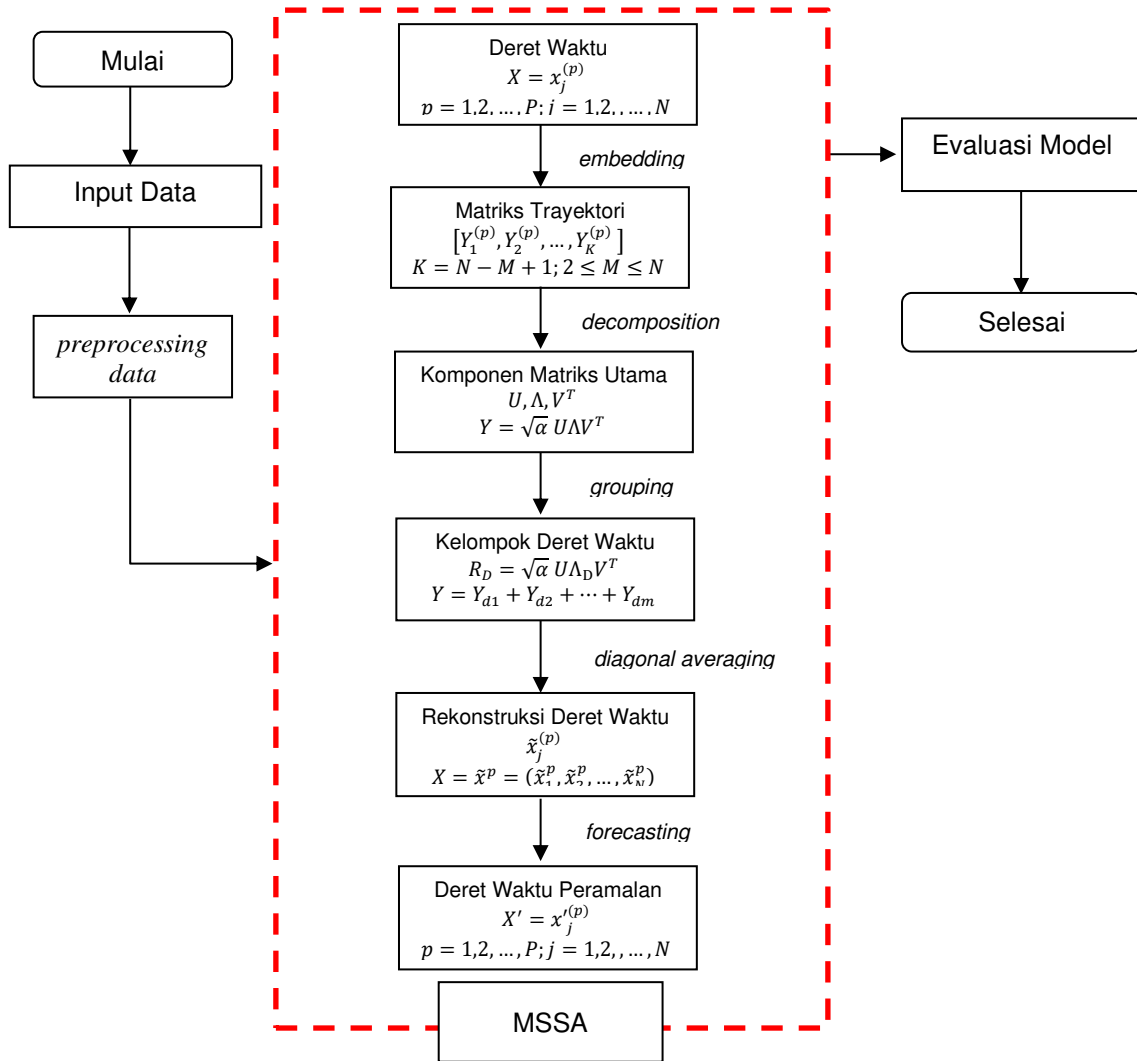 Mulai
Input Data
preprocessing
data
Deret Waktu
X = x_j^{(p)}
p = 1,2, … , P; j = 1,2, , … , N
embedding
Matriks Trayektori
[Y_1^{(p)}, Y_2^{(p)}, … , Y_K^{(p)} ]
K = N − M + 1; 2 ≤ M ≤ N
decomposition
Komponen Matriks Utama
U, Λ, V^T
Y = √α UΛV^T
grouping
Kelompok Deret Waktu
R_D = √α UΛ_D V^T
Y = Y_{d1} + Y_{d2} + ⋯ + Y_{dm}
diagonal averaging
Rekonstruksi Deret Waktu
x̃_j^{(p)}
X = x̃^p = (x̃_1^p, x̃_2^p, … , x̃_N^p)
forecasting
Deret Waktu Peramalan
X′ = x′_j^{(p)}
p = 1,2, … , P; j = 1,2, , … , N
MSSA
Evaluasi Model
Selesai